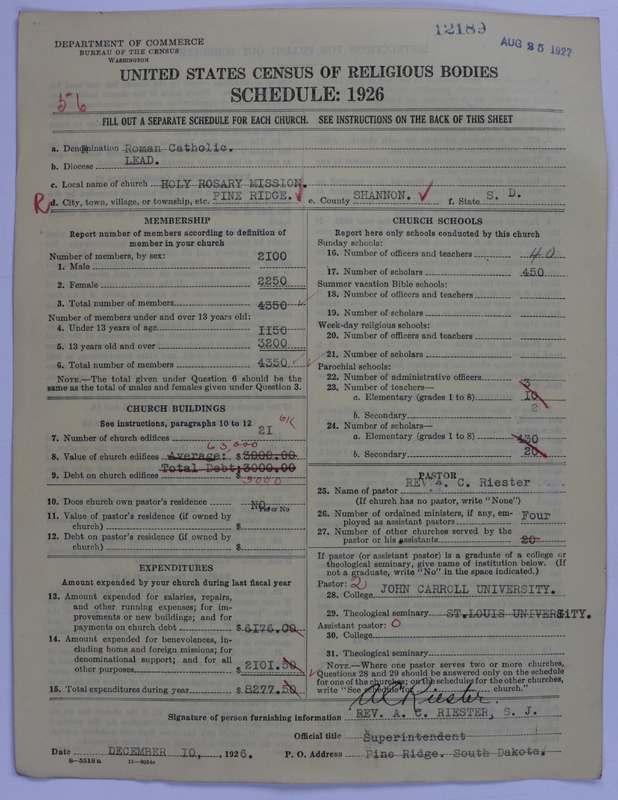 12189
AUG 25 1927
DEPARTMENT OF COMMERCE
BUREAU OF THE CENSUS
WASHINGTON
UNITED STATES CENSUS OF RELIGIOUS BODIES
SCHEDULE: 1926
56
FILL OUT A SEPARATE SCHEDULE FOR EACH CHURCH. SEE INSTRUCTIONS ON THE BACK OF THIS SHEET
a. Denomination Roman Catholic.
b. Diocese LEAD.
c. Local name of church HOLY ROSARY MISSION.
R d. City, town, village, or township, etc. PINE RIDGE. e. County SHANNON. f. State S. D.
MEMBERSHIP
Report number of members according to definition of
member in your church
Number of members, by sex:
1. Male 2100
2. Female 2250
3. Total number of members 4350
Number of members under and over 13 years old:
4. Under 13 years of age 1150
5. 13 years old and over 3200
6. Total number of members 4350
NOTE.—The total given under Question 6 should be the
same as the total of males and females given under Question 3.
CHURCH BUILDINGS
See instructions, paragraphs 10 to 12
7. Number of church edifices 21
63,000
8. Value of church edifices Average: $3000.00
Total Debt;3000.00
9. Debt on church edifices $
3000
10. Does church own pastor's residence No
Yes or No
11. Value of pastor's residence (if owned by
church) $
12. Debt on pastor's residence (if owned by
church) $
EXPENDITURES
Amount expended by your church during last fiscal year
13. Amount expended for salaries, repairs,
and other running expenses; for im-
provements or new buildings; and for
payments on church debt $6176.00
14. Amount expended for benevolences, in-
cluding home and foreign missions; for
denominational support; and for all
other purposes $2101.50
15. Total expenditures during year $8277.50
CHURCH SCHOOLS
Report here only schools conducted by this church
Sunday schools:
16. Number of officers and teachers 40
17. Number of scholars 450
Summer vacation Bible schools:
18. Number of officers and teachers
19. Number of scholars
Week-day religious schools:
20. Number of officers and teachers
21. Number of scholars
Parochial schools:
22. Number of administrative officers 3
23. Number of teachers—
a. Elementary (grades 1 to 8) 10
b. Secondary 2
24. Number of scholars—
a. Elementary (grades 1 to 8) 430
b. Secondary 20
PASTOR
25. Name of pastor REV A. C. Riester
(If church has no pastor, write "None")
26. Number of ordained ministers, if any, em-
ployed as assistant pastors Four
27. Number of other churches served by the
pastor or his assistants 20
If pastor (or assistant pastor) is a graduate of a college or
theological seminary, give name of institution below. (If
not a graduate, write "No" in the space indicated.)
Pastor: 2
28. College JOHN CARROLL UNIVERSITY.
29. Theological seminary ST.LOUIS UNIVERSITY.
Assistant pastor: 0
30. College
31. Theological seminary
NOTE.—Where one pastor serves two or more churches,
Questions 28 and 29 should be answered only on the schedule
for one of the churches; on the schedules for the other churches,
write "See schedule for church."
A C Riester
Signature of person furnishing information REV. A. C. RIESTER, S. J.
Official title Superintendent
Date DECEMBER 10, , 1926. P. O. Address Pine Ridge. South Dakota.